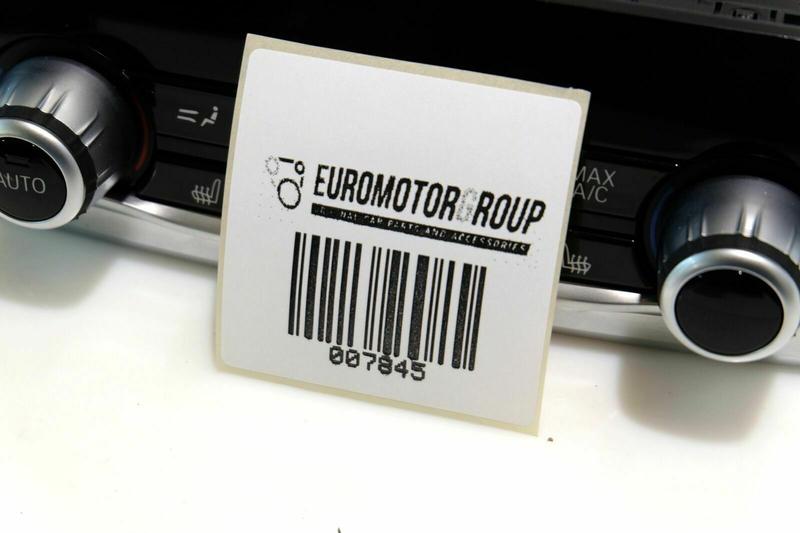 AUTO
MAX
A/C
EUROMOTORGROUP
CAR PARTS AND ACCESSORIES
007845